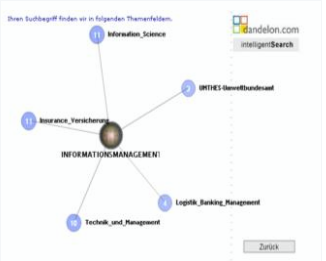 Ihren Suchbegriff finden wir in folgenden Themenfeldern.
dandelon.com
intelligentSearch
11 Information_Science
2 UMTHES-Umweltbundesamt
11 Insurance_Versicherung
INFORMATIONSMANAGEMENT
4 Logistik_Banking_Management
10 Technik_und_Management
Zurück